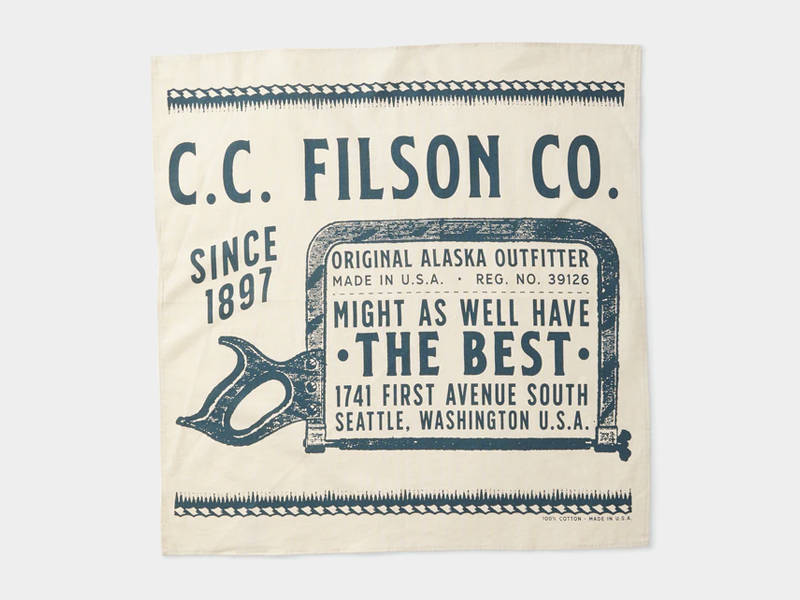 C.C. FILSON CO.
SINCE
1897
ORIGINAL ALASKA OUTFITTER
MADE IN U.S.A. · REG. NO. 39126
MIGHT AS WELL HAVE
·THE BEST·
1741 FIRST AVENUE SOUTH
SEATTLE, WASHINGTON U.S.A.
100% COTTON - MADE IN U.S.A.